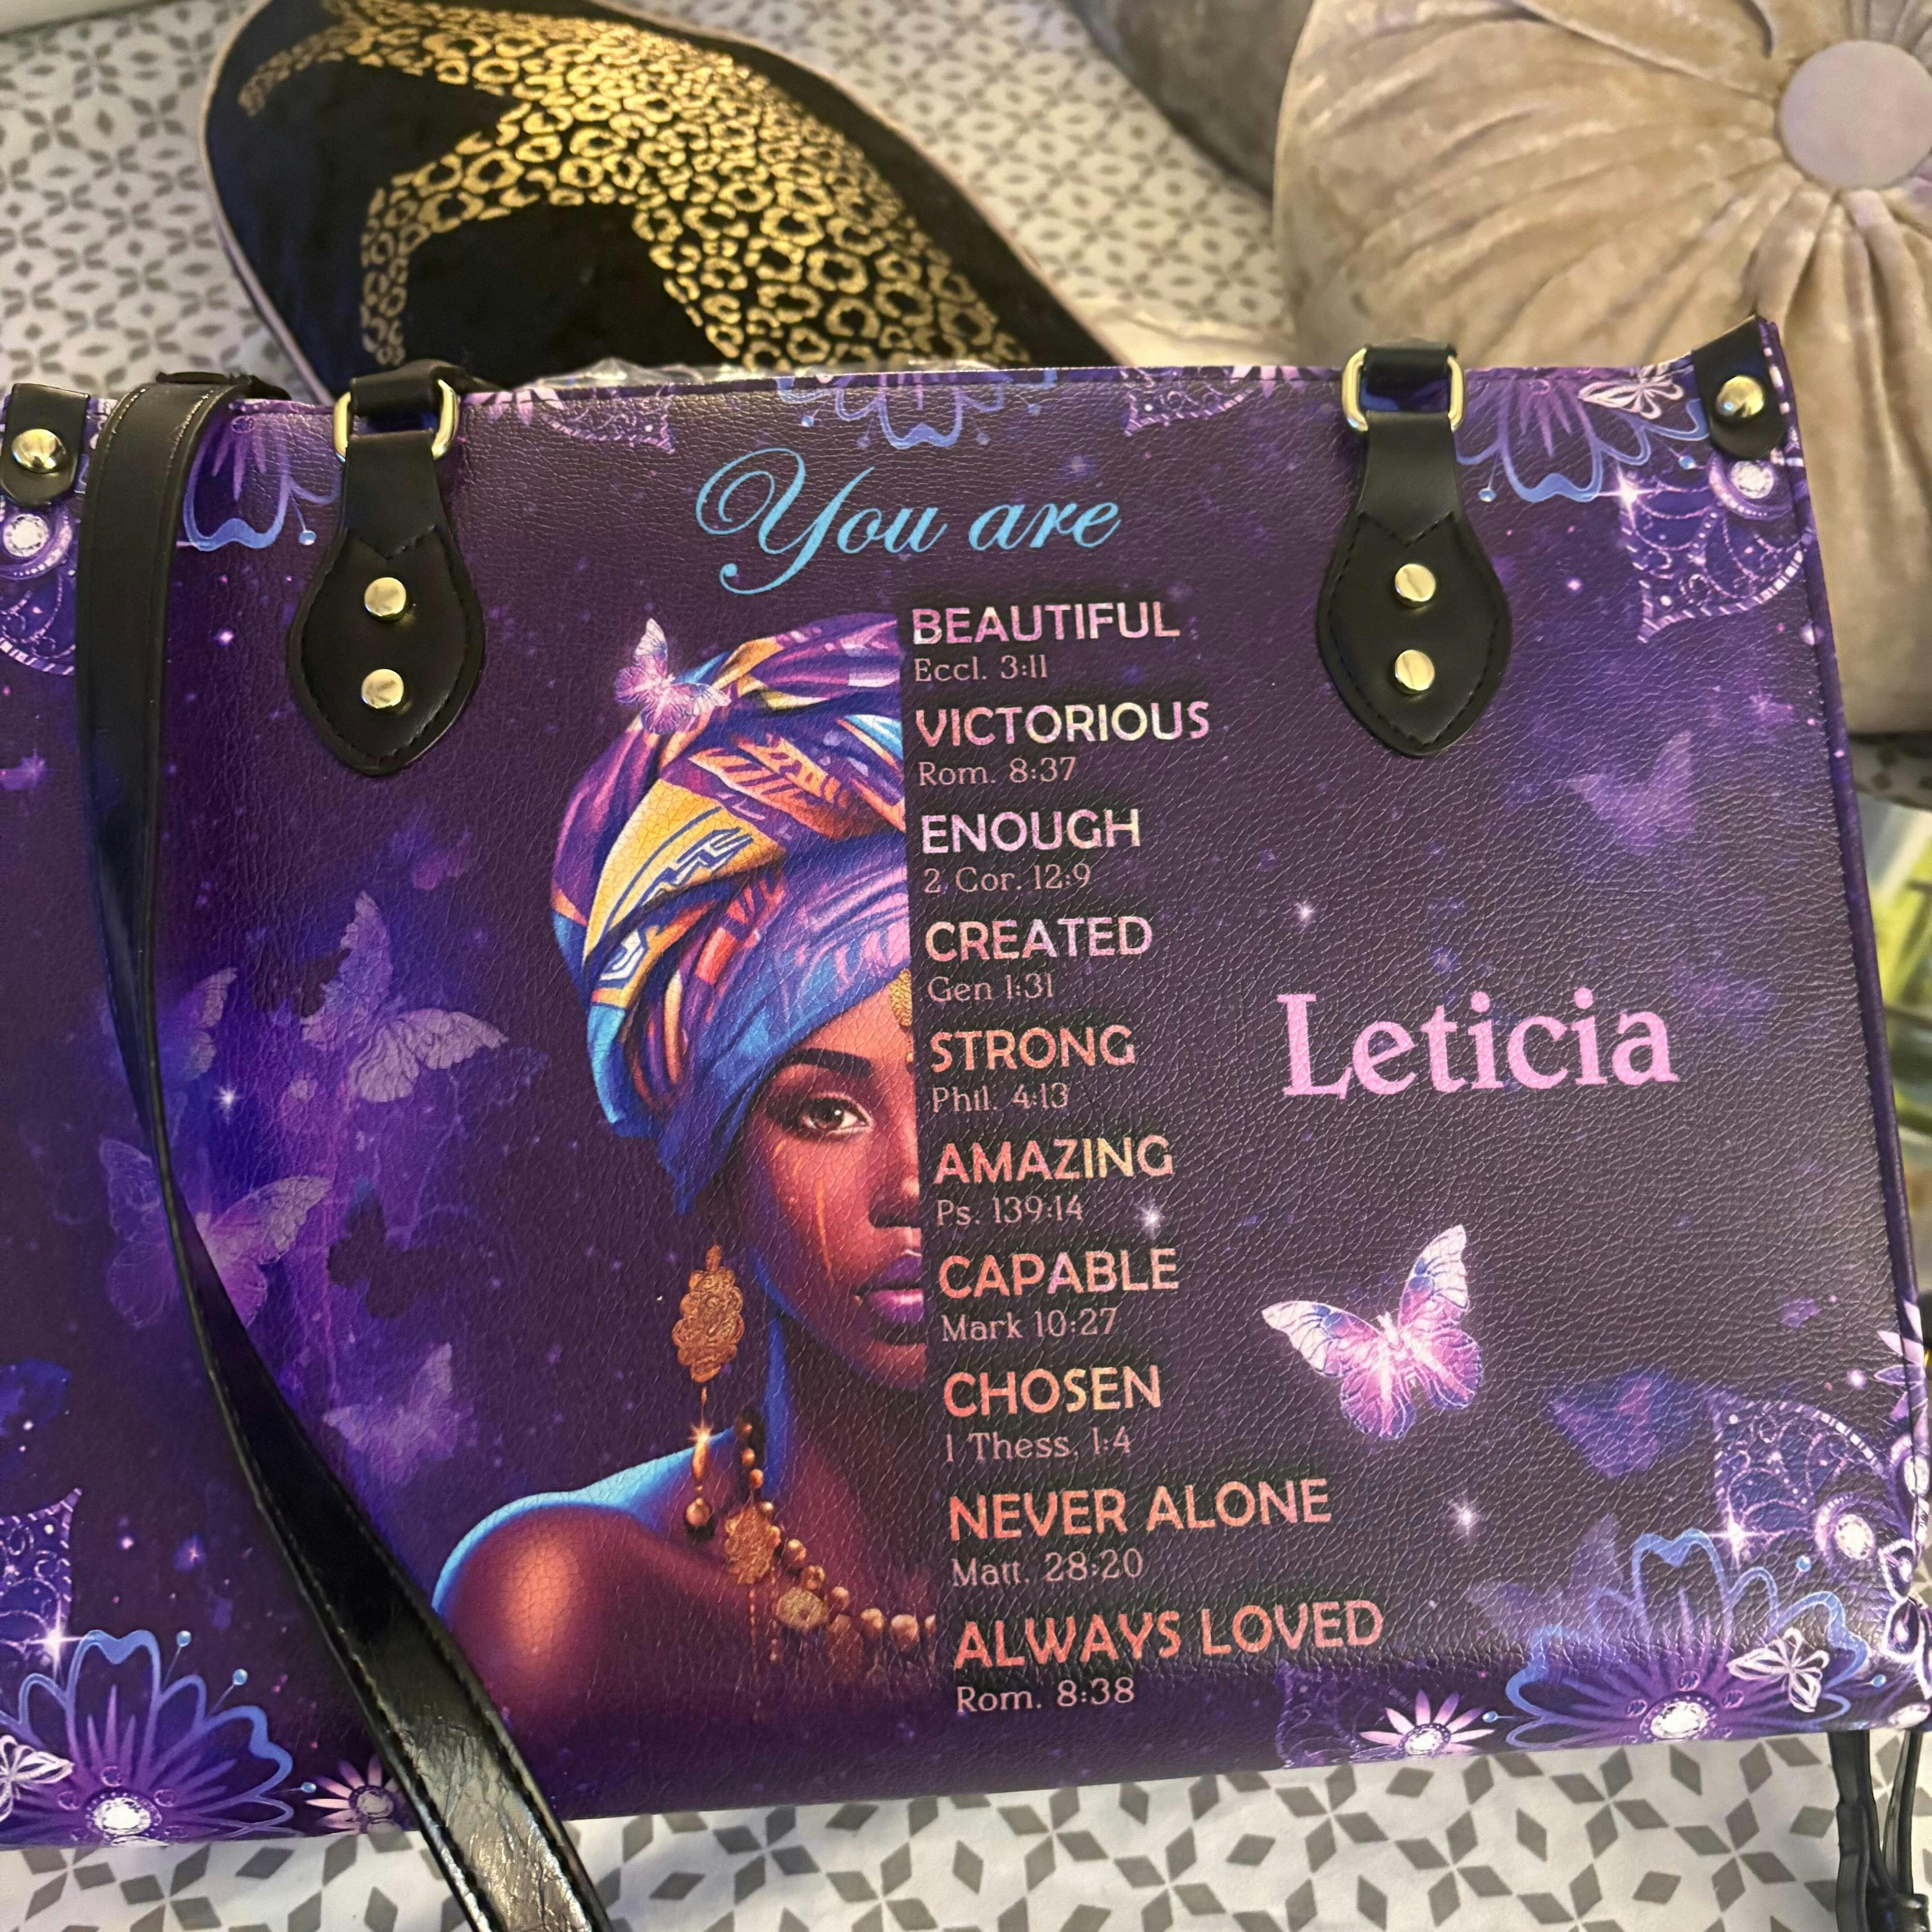 You are
BEAUTIFUL
Eccl. 3:11
VICTORIOUS
Rom. 8:37
ENOUGH
2 Cor. 12:9
CREATED
Gen 1:31
STRONG
Phil. 4:13
AMAZING
Ps. 139:14
CAPABLE
Mark 10:27
CHOSEN
1 Thess. 1:4
NEVER ALONE
Matt. 28:20
ALWAYS LOVED
Rom. 8:38
Leticia